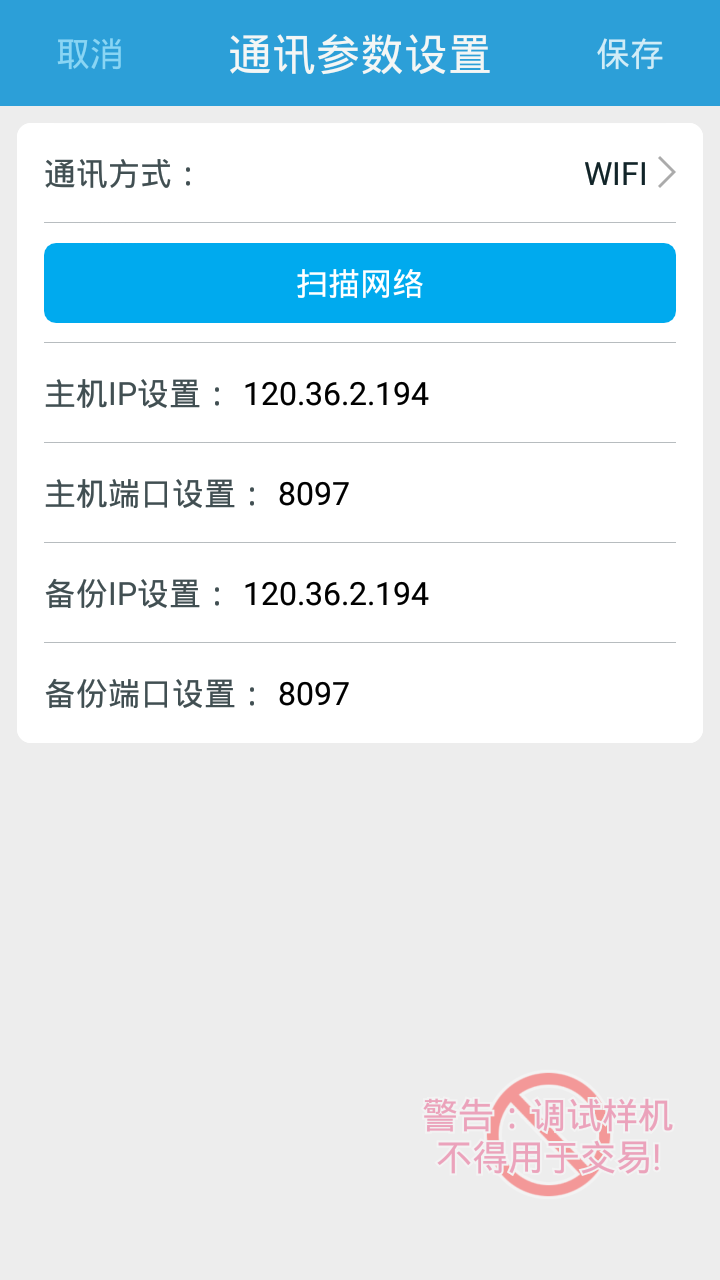 取消 通讯参数设置 保存
通讯方式： WIFI
扫描网络
主机IP设置： 120.36.2.194
主机端口设置： 8097
备份IP设置： 120.36.2.194
备份端口设置： 8097
警告：调试样机
不得用于交易!